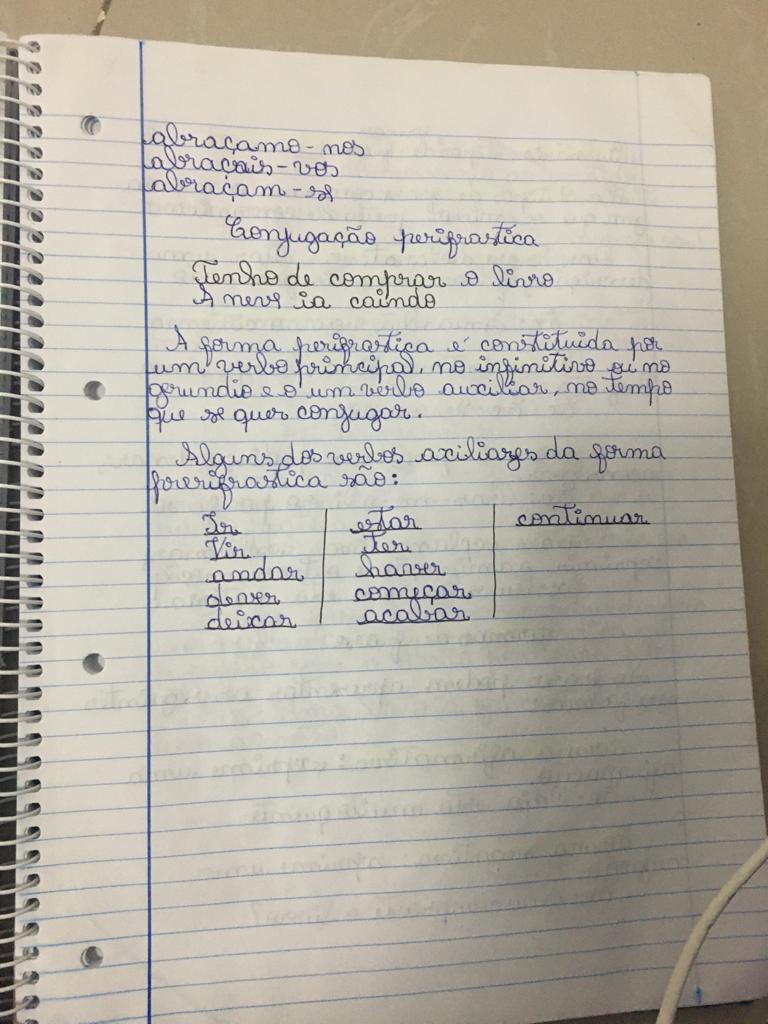 abraçamo-nos
abraçais-vos
abraçam-se
Conjugação perifrastica
Tenho de comprar o livro
A neve ia caindo
A forma perifrastica é constituida por
um verbo principal, no infinitivo ou no
gerundio e o um verbo auxiliar, no tempo
que se quer conjugar.
Alguns dos verbos axiliares da forma
são:
Ir estar continuar
Vir Ter
andar haver
dever começar
deixar acabar